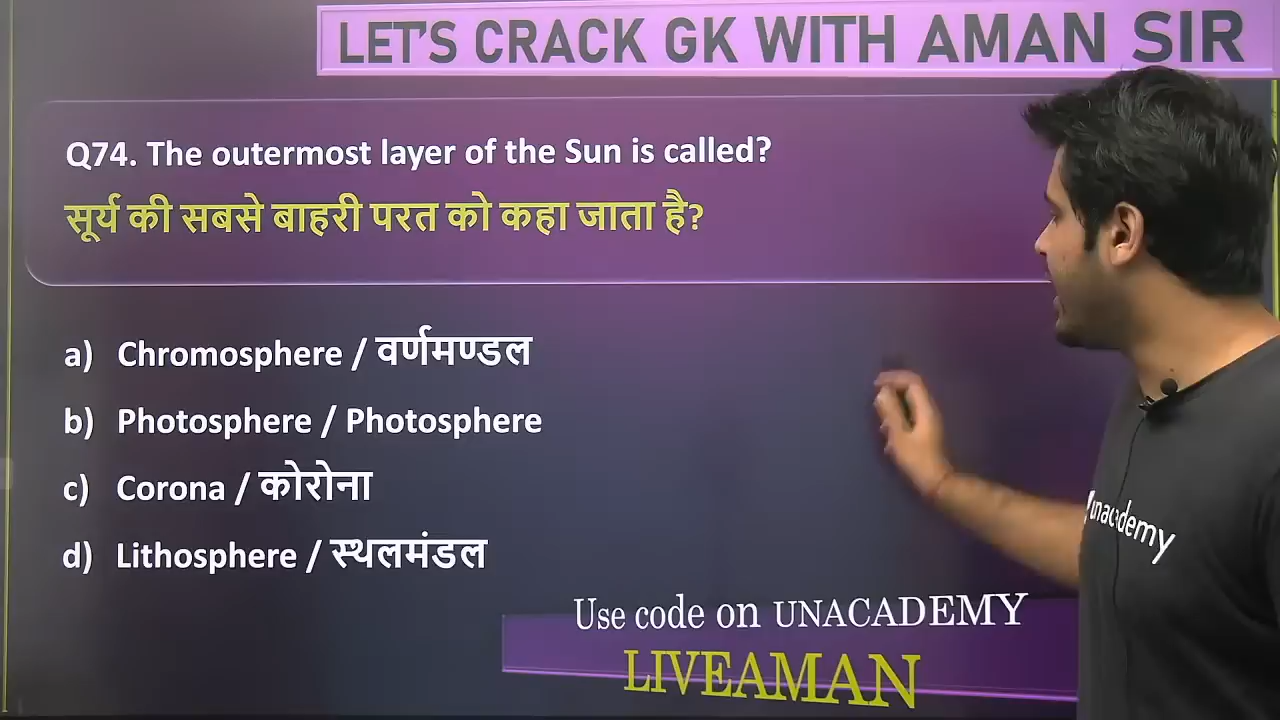 LET'S CRACK GK WITH AMAN SIR
Q74. The outermost layer of the Sun is called?
सूर्य की सबसे बाहरी परत को कहा जाता है?
a) Chromosphere / वर्णमण्डल
b) Photosphere / Photosphere
c) Corona / कोरोना
d) Lithosphere / स्थलमंडल
unacademy
Use code on UNACADEMY
LIVEAMAN